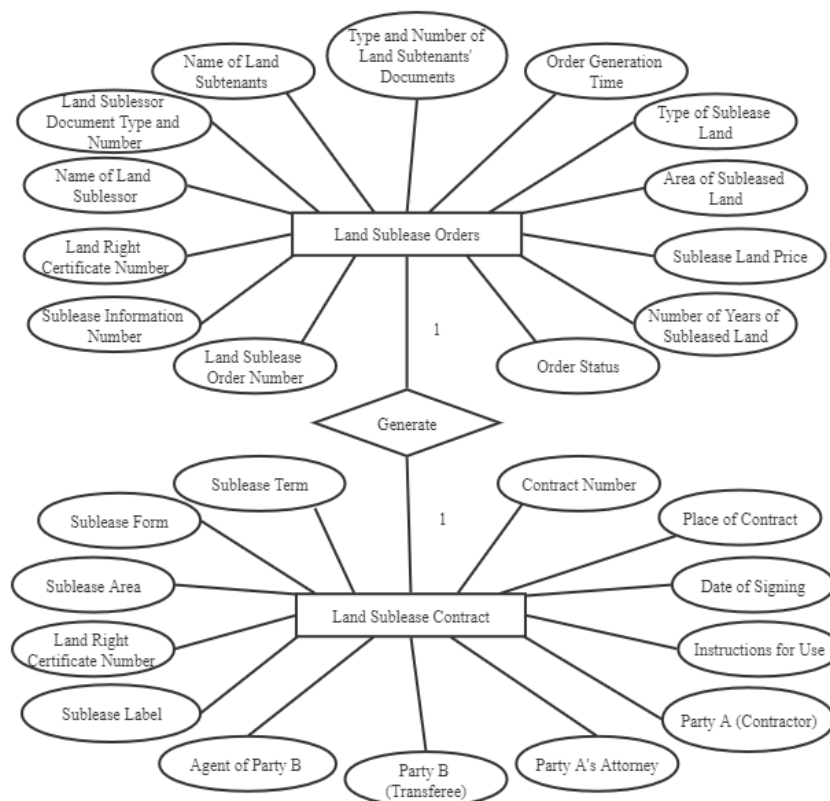 Type and Number of
Land Subtenants'
Documents
Name of Land
Subtenants
Order Generation
Time
Land Sublessor
Document Type and
Number
Type of Sublease
Land
Name of Land
Sublessor
Area of Subleased
Land
Land Sublease Orders
Land Right
Certificate Number
Sublease Land Price
Sublease Information
Number
Number of Years of
Subleased Land
1
Land Sublease
Order Number
Order Status
Generate
Sublease Term
Contract Number
Sublease Form
1
Place of Contract
Sublease Area
Date of Signing
Land Sublease Contract
Land Right
Certificate Number
Instructions for Use
Sublease Label
Party A (Contractor)
Agent of Party B
Party B
(Transferee)
Party A's Attorney